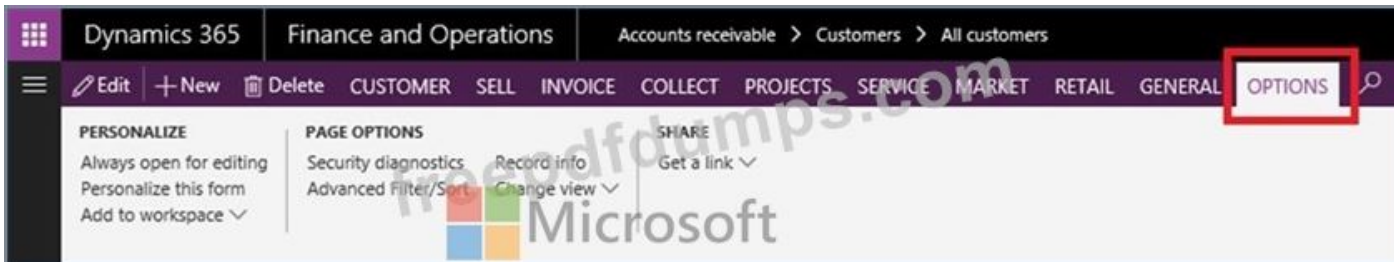 Dynamics 365 Finance and Operations Accounts receivable > Customers > All customers
Edit + New Delete CUSTOMER SELL INVOICE COLLECT PROJECTS SERVICE MARKET RETAIL GENERAL OPTIONS
PERSONALIZE
Always open for editing
Personalize this form
Add to workspace
PAGE OPTIONS
Security diagnostics Record info
Advanced Filter/Sort Change view
SHARE
Get a link
freepdfdumps.com
Microsoft